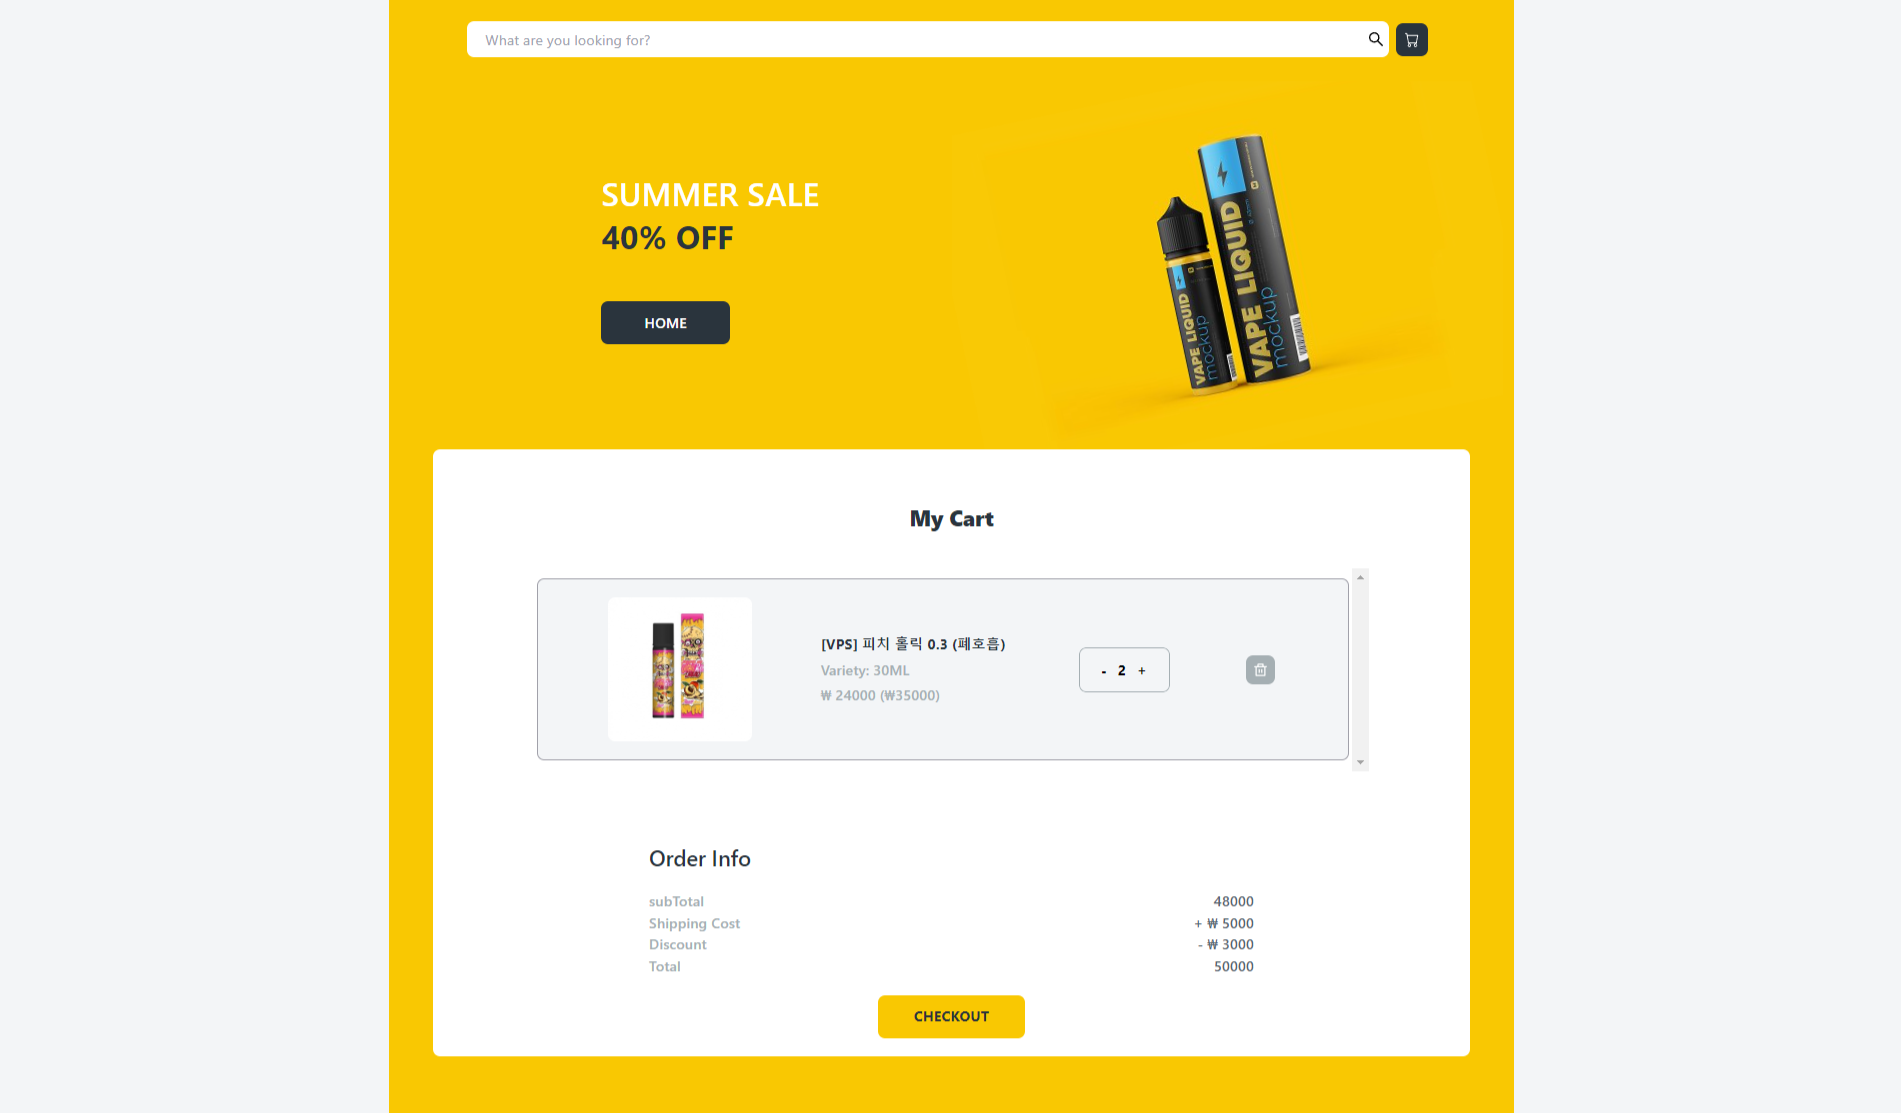 What are you looking for?
SUMMER SALE
40% OFF
HOME
VAPE LIQUID
mockup
VAPE LIQUID
mockup
My Cart
[VPS] 피치 홀릭 0.3 (폐호흡)
Variety: 30ML
₩ 24000 (₩35000)
- 2 +
Order Info
subTotal 48000
Shipping Cost + ₩ 5000
Discount - ₩ 3000
Total 50000
CHECKOUT